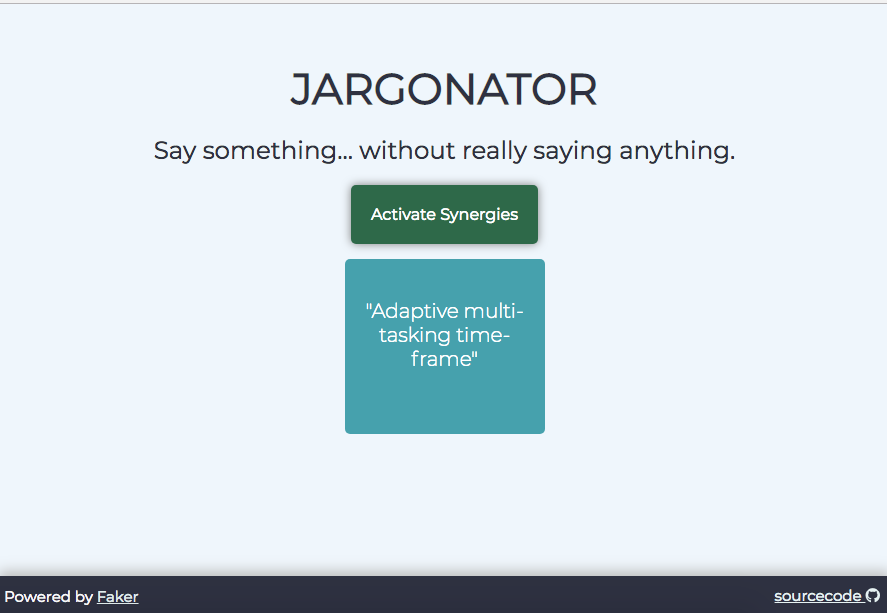 JARGONATOR
Say something... without really saying anything.
Activate Synergies
"Adaptive multi-
tasking time-
frame"
Powered by Faker
sourcecode